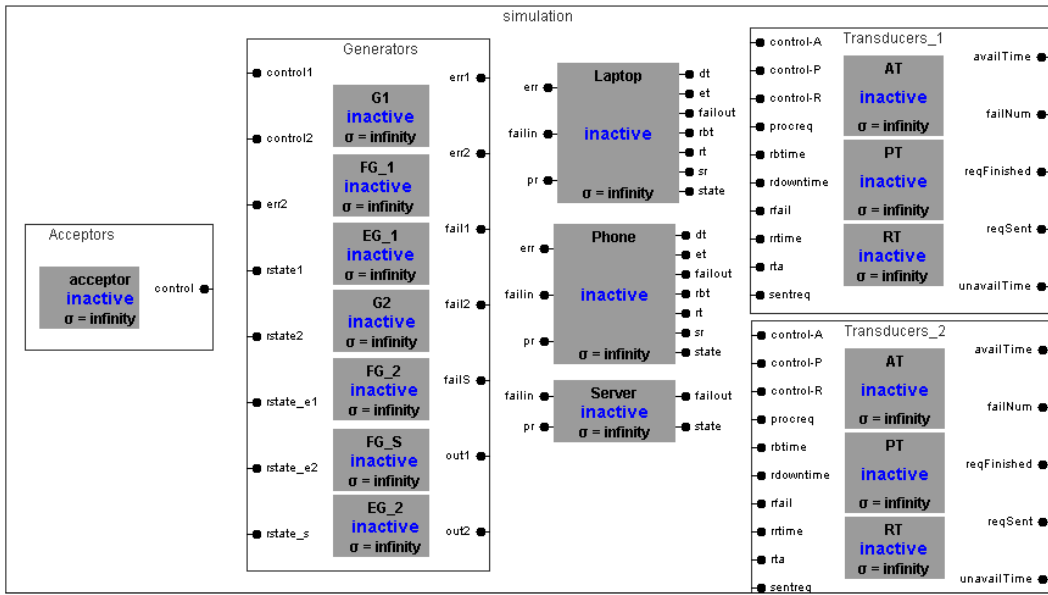 simulation
Acceptors
acceptor
inactive
σ = infinity
control
Generators
control1
control2
err2
rstate1
rstate2
rstate_e1
rstate_e2
rstate_s
G1
inactive
σ = infinity
FG_1
inactive
σ = infinity
EG_1
inactive
σ = infinity
G2
inactive
σ = infinity
FG_2
inactive
σ = infinity
FG_S
inactive
σ = infinity
EG_2
inactive
σ = infinity
err1
err2
fail1
fail2
failS
out1
out2
err
failin
pr
Laptop
inactive
σ = infinity
dt
et
failout
rbt
rt
sr
state
err
failin
pr
Phone
inactive
σ = infinity
dt
et
failout
rbt
rt
sr
state
failin
pr
Server
inactive
σ = infinity
failout
state
Transducers_1
control-A
control-P
control-R
procreq
rbtime
rdowntime
rfail
rrtime
rta
sentreq
AT
inactive
σ = infinity
PT
inactive
σ = infinity
RT
inactive
σ = infinity
availTime
failNum
reqFinished
reqSent
unavailTime
Transducers_2
control-A
control-P
control-R
procreq
rbtime
rdowntime
rfail
rrtime
rta
sentreq
AT
inactive
σ = infinity
PT
inactive
σ = infinity
RT
inactive
σ = infinity
availTime
failNum
reqFinished
reqSent
unavailTime